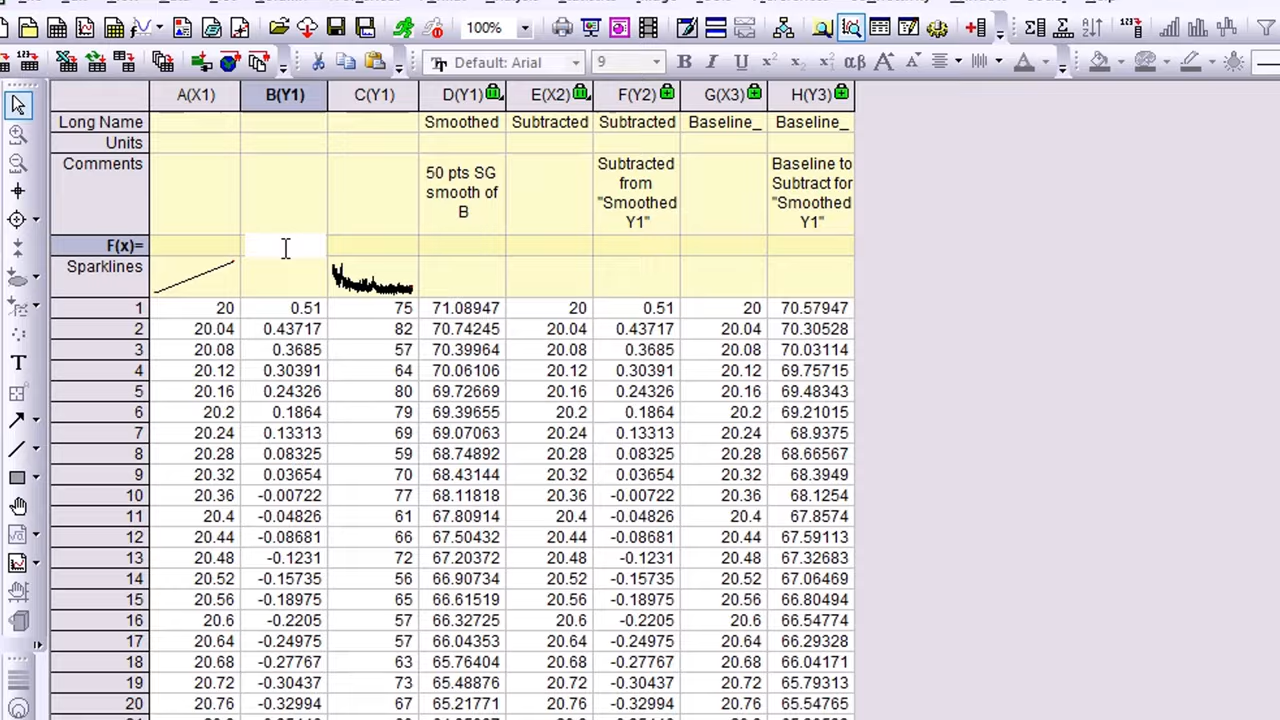 100%
Default: Arial 9 B I U x² x₂ αβ A A A
A(X1) B(Y1) C(Y1) D(Y1) E(X2) F(Y2) G(X3) H(Y3)
Long Name Smoothed Subtracted Subtracted Baseline_ Baseline_
Units
Comments 50 pts SG smooth of B Subtracted from "Smoothed Y1" Baseline to Subtract for "Smoothed Y1"
F(x)=
Sparklines
1 20 0.51 75 71.08947 20 0.51 20 70.57947
2 20.04 0.43717 82 70.74245 20.04 0.43717 20.04 70.30528
3 20.08 0.3685 57 70.39964 20.08 0.3685 20.08 70.03114
4 20.12 0.30391 64 70.06106 20.12 0.30391 20.12 69.75715
5 20.16 0.24326 80 69.72669 20.16 0.24326 20.16 69.48343
6 20.2 0.1864 79 69.39655 20.2 0.1864 20.2 69.21015
7 20.24 0.13313 69 69.07063 20.24 0.13313 20.24 68.9375
8 20.28 0.08325 59 68.74892 20.28 0.08325 20.28 68.66567
9 20.32 0.03654 70 68.43144 20.32 0.03654 20.32 68.3949
10 20.36 -0.00722 77 68.11818 20.36 -0.00722 20.36 68.1254
11 20.4 -0.04826 61 67.80914 20.4 -0.04826 20.4 67.8574
12 20.44 -0.08681 66 67.50432 20.44 -0.08681 20.44 67.59113
13 20.48 -0.1231 72 67.20372 20.48 -0.1231 20.48 67.32683
14 20.52 -0.15735 56 66.90734 20.52 -0.15735 20.52 67.06469
15 20.56 -0.18975 65 66.61519 20.56 -0.18975 20.56 66.80494
16 20.6 -0.2205 57 66.32725 20.6 -0.2205 20.6 66.54774
17 20.64 -0.24975 57 66.04353 20.64 -0.24975 20.64 66.29328
18 20.68 -0.27767 63 65.76404 20.68 -0.27767 20.68 66.04171
19 20.72 -0.30437 73 65.48876 20.72 -0.30437 20.72 65.79313
20 20.76 -0.32994 67 65.21771 20.76 -0.32994 20.76 65.54765